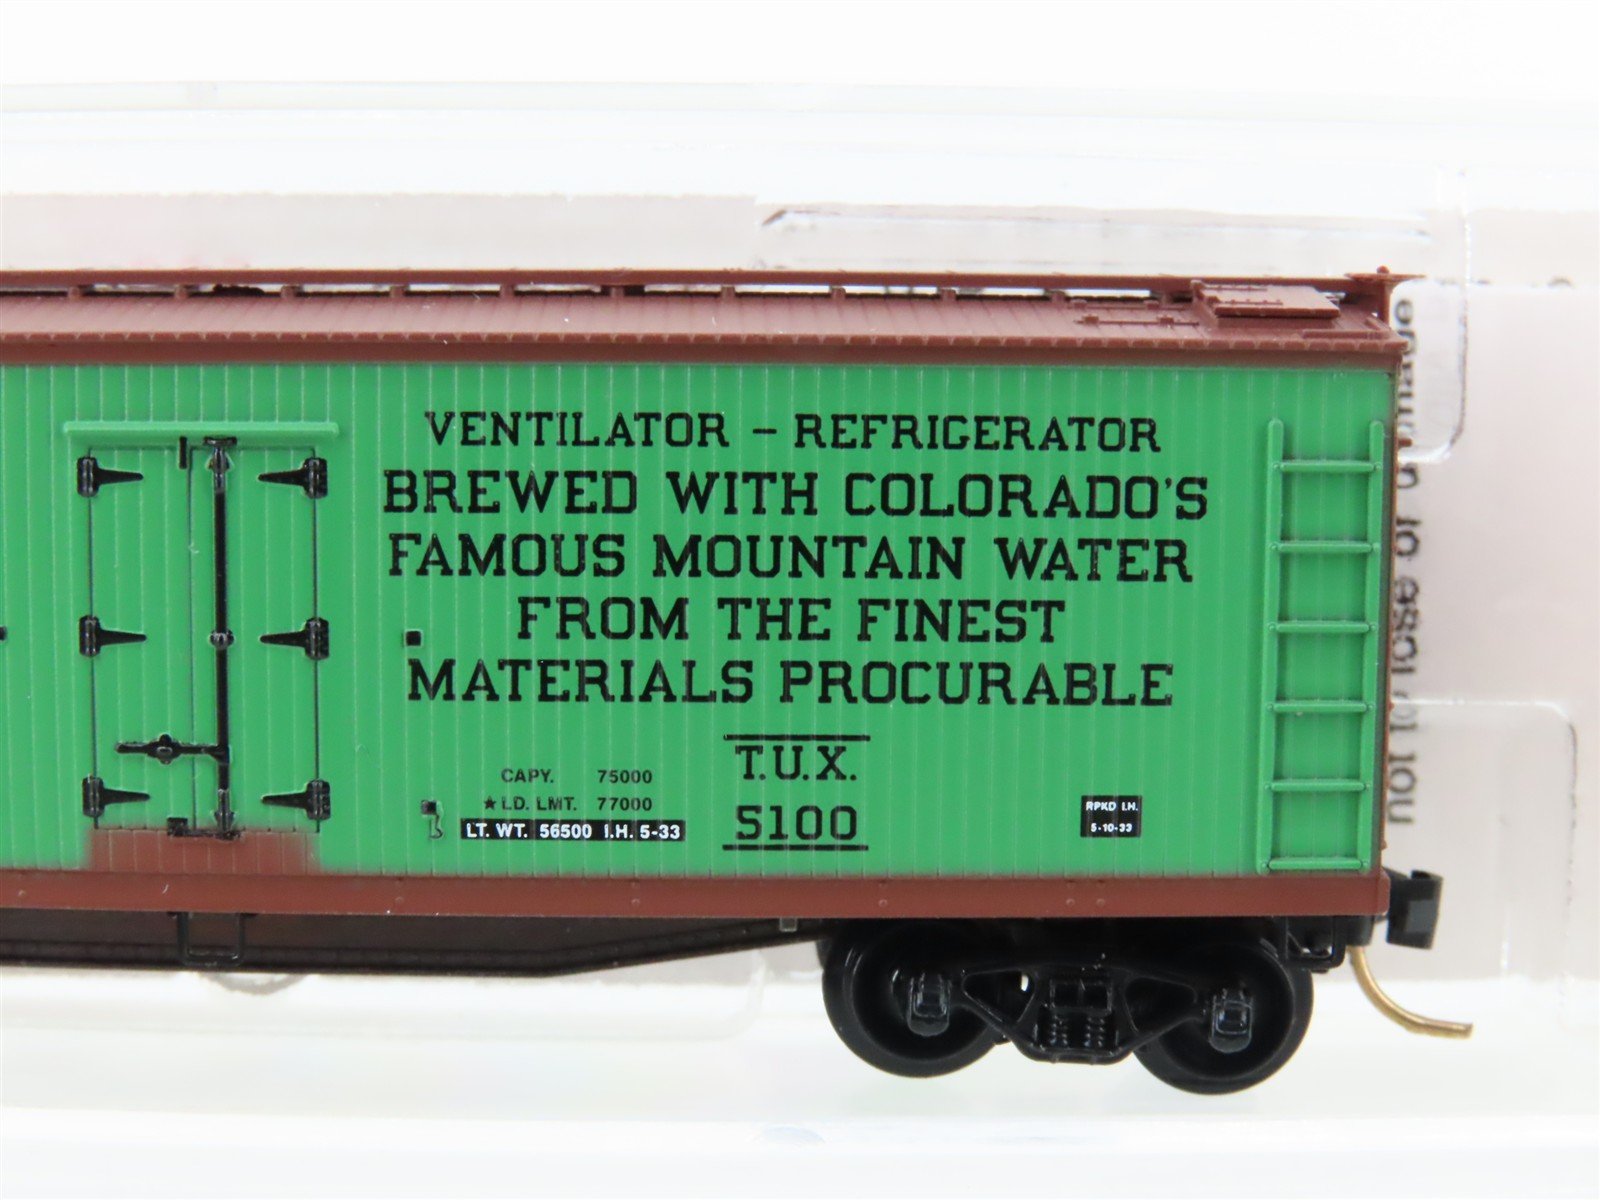 VENTILATOR – REFRIGERATOR
BREWED WITH COLORADO'S
FAMOUS MOUNTAIN WATER
FROM THE FINEST
MATERIALS PROCURABLE
T.U.X.
5100
CAPY. 75000
★LD. LMT. 77000
LT. WT. 56500 I.H. 5-33
RPKD I.H.
5-10-33